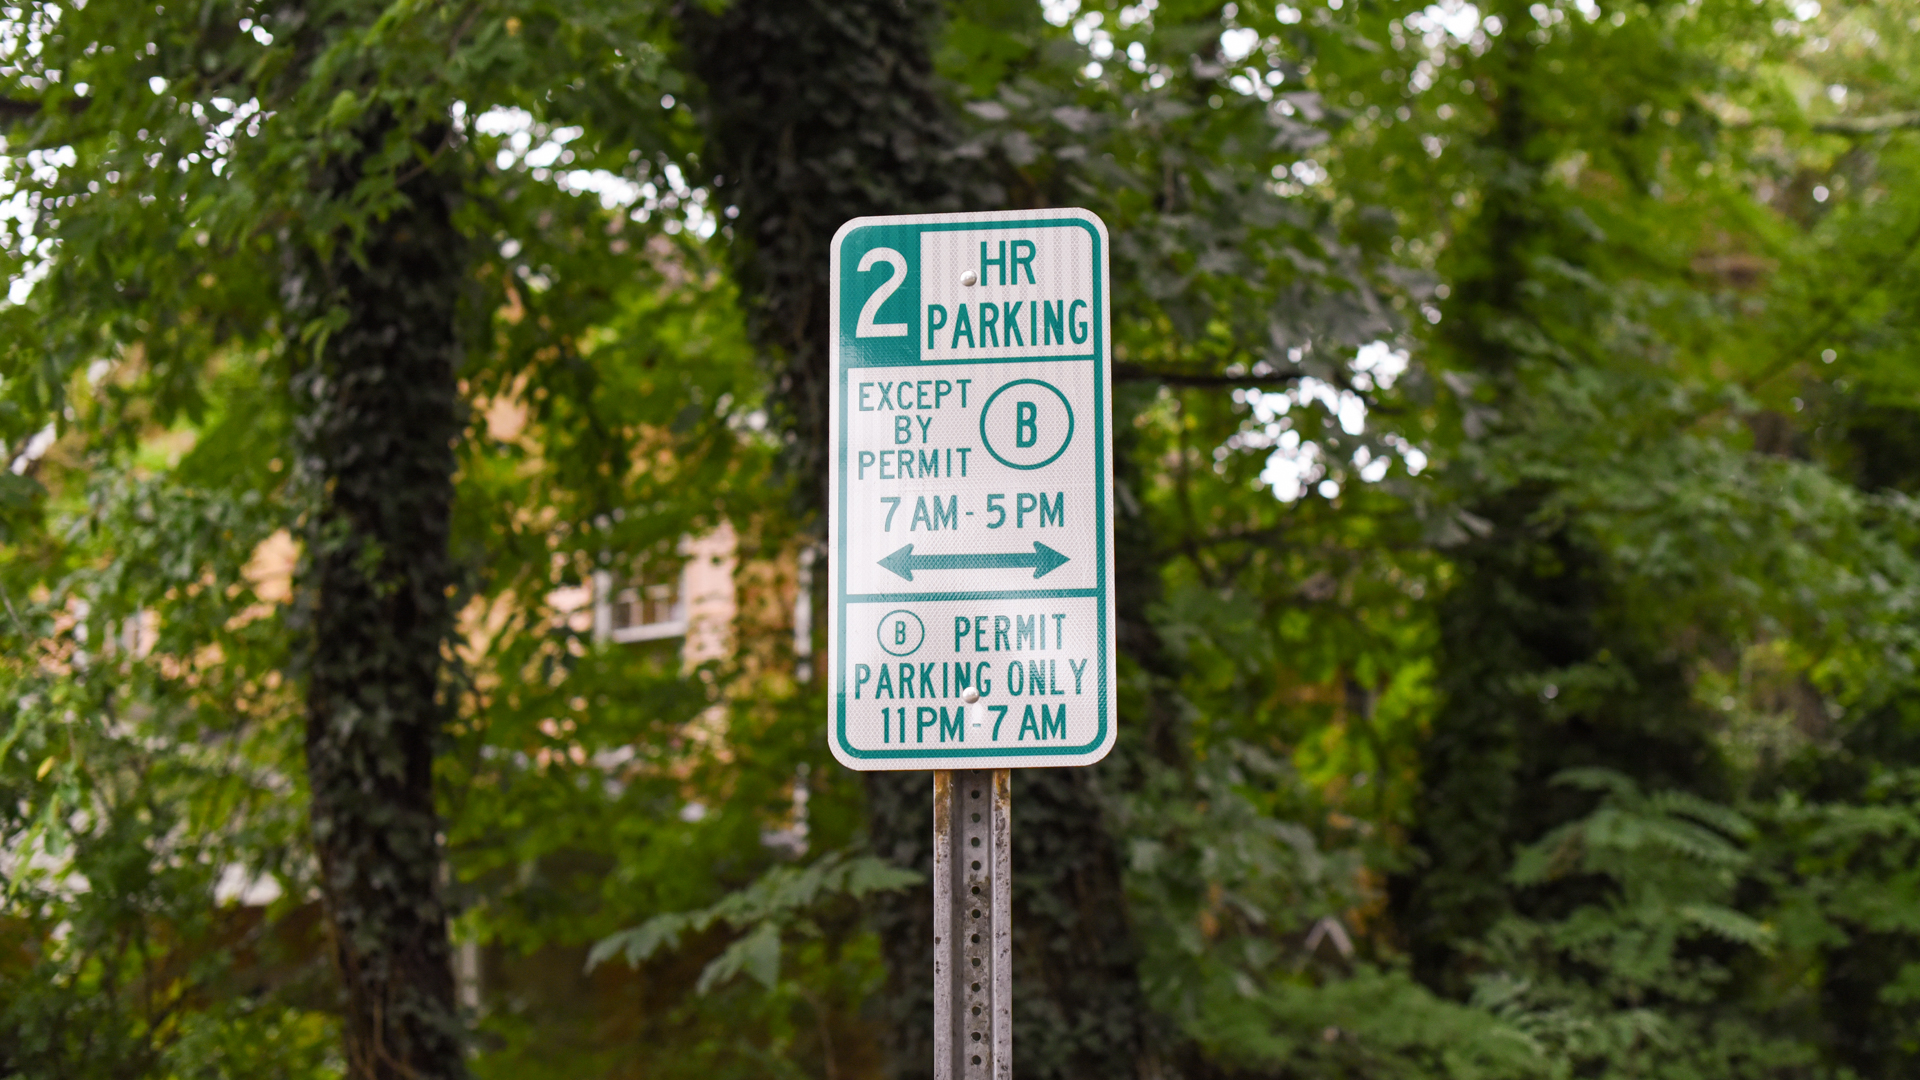 2 HR
PARKING
EXCEPT
BY
PERMIT
B
7 AM - 5 PM
B PERMIT
PARKING ONLY
11 PM - 7 AM